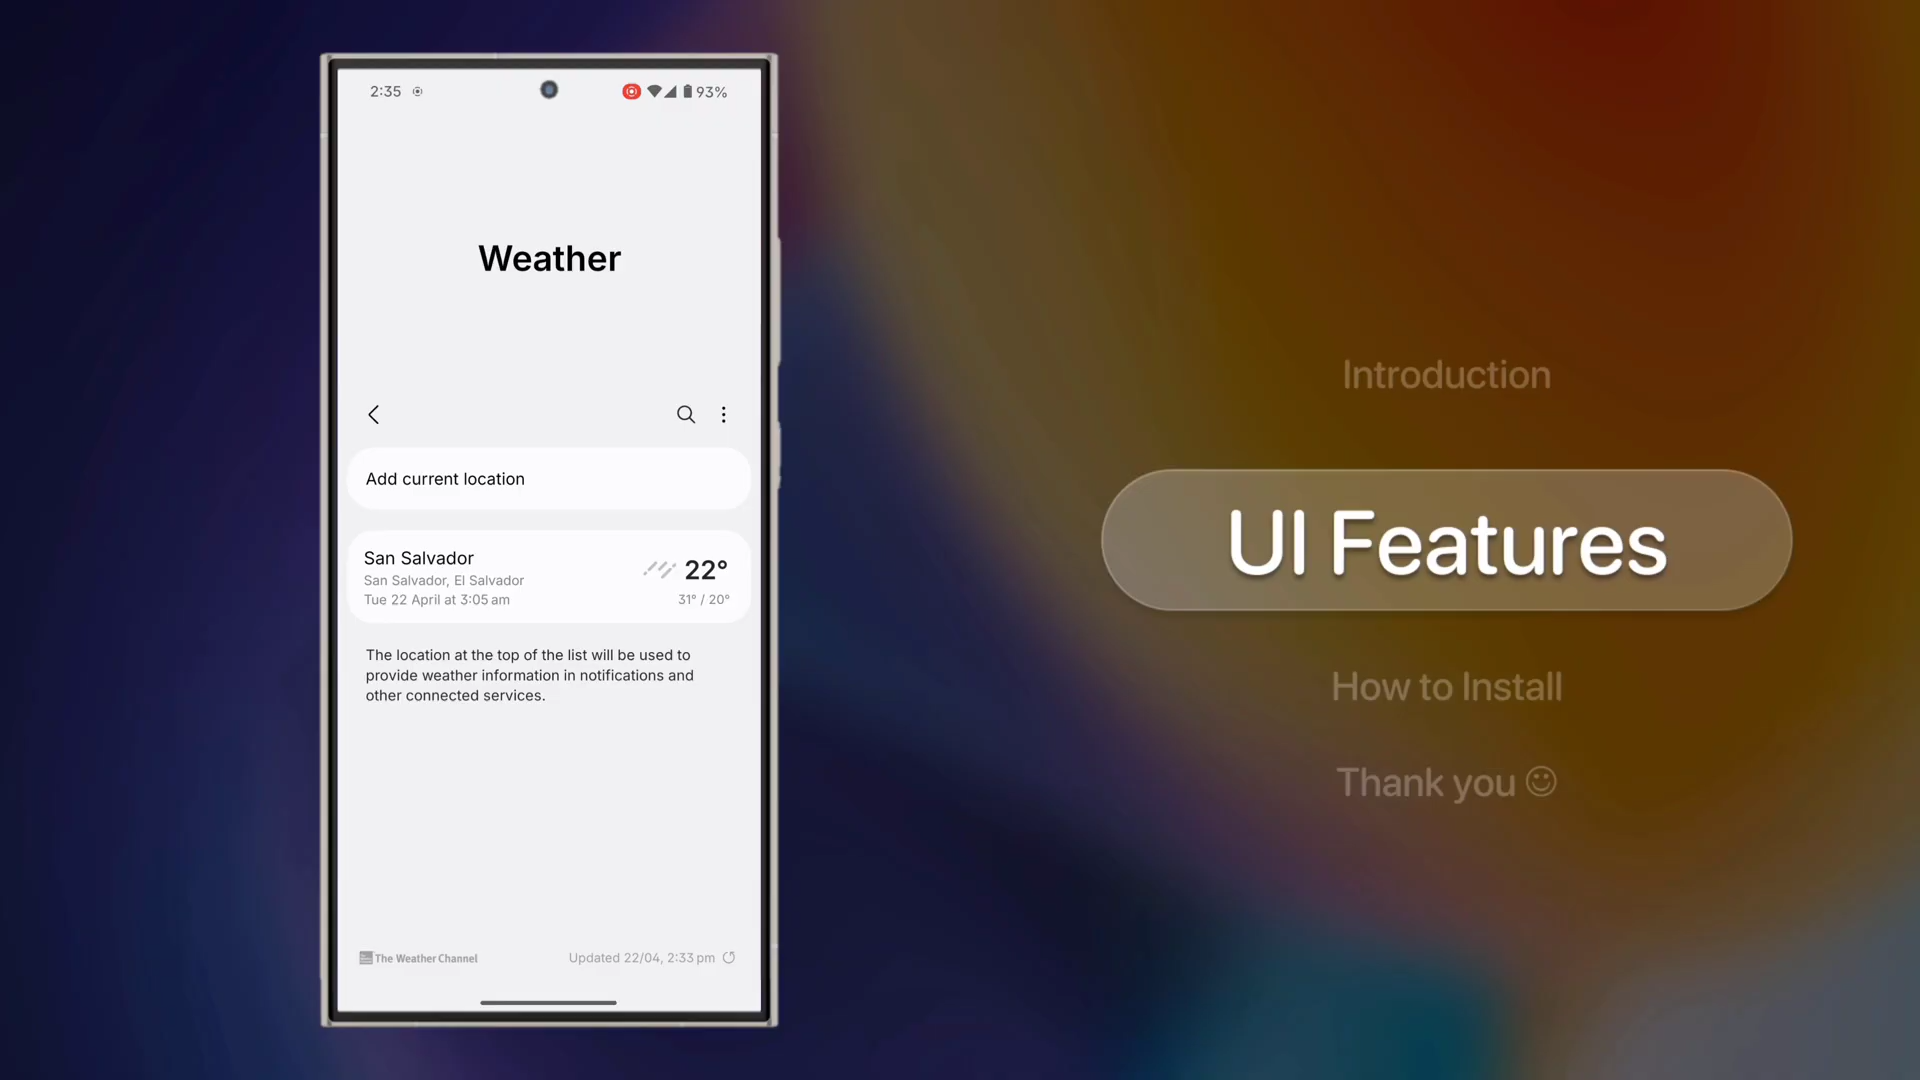 2:35
93%
Weather
Add current location
San Salvador
22°
San Salvador, El Salvador
Tue 22 April at 3:05 am
31° / 20°
The location at the top of the list will be used to
provide weather information in notifications and
other connected services.
The Weather Channel
Updated 22/04, 2:33 pm
Introduction
UI Features
How to Install
Thank you ☺